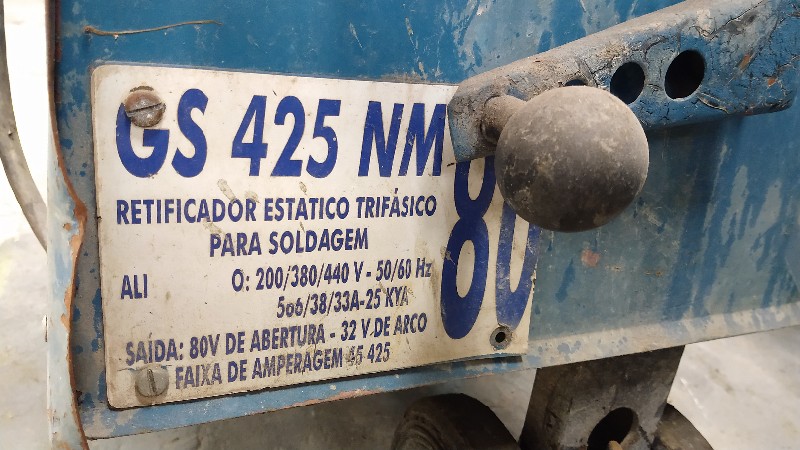 GS 425 NM
80
RETIFICADOR ESTATICO TRIFÁSICO
PARA SOLDAGEM
ALI O: 200/380/440 V - 50/60 Hz
5o6/38/33A-25 KYA
SAÍDA: 80V DE ABERTURA - 32 V.DE ARCO
FAIXA DE AMPERAGEM 45 425